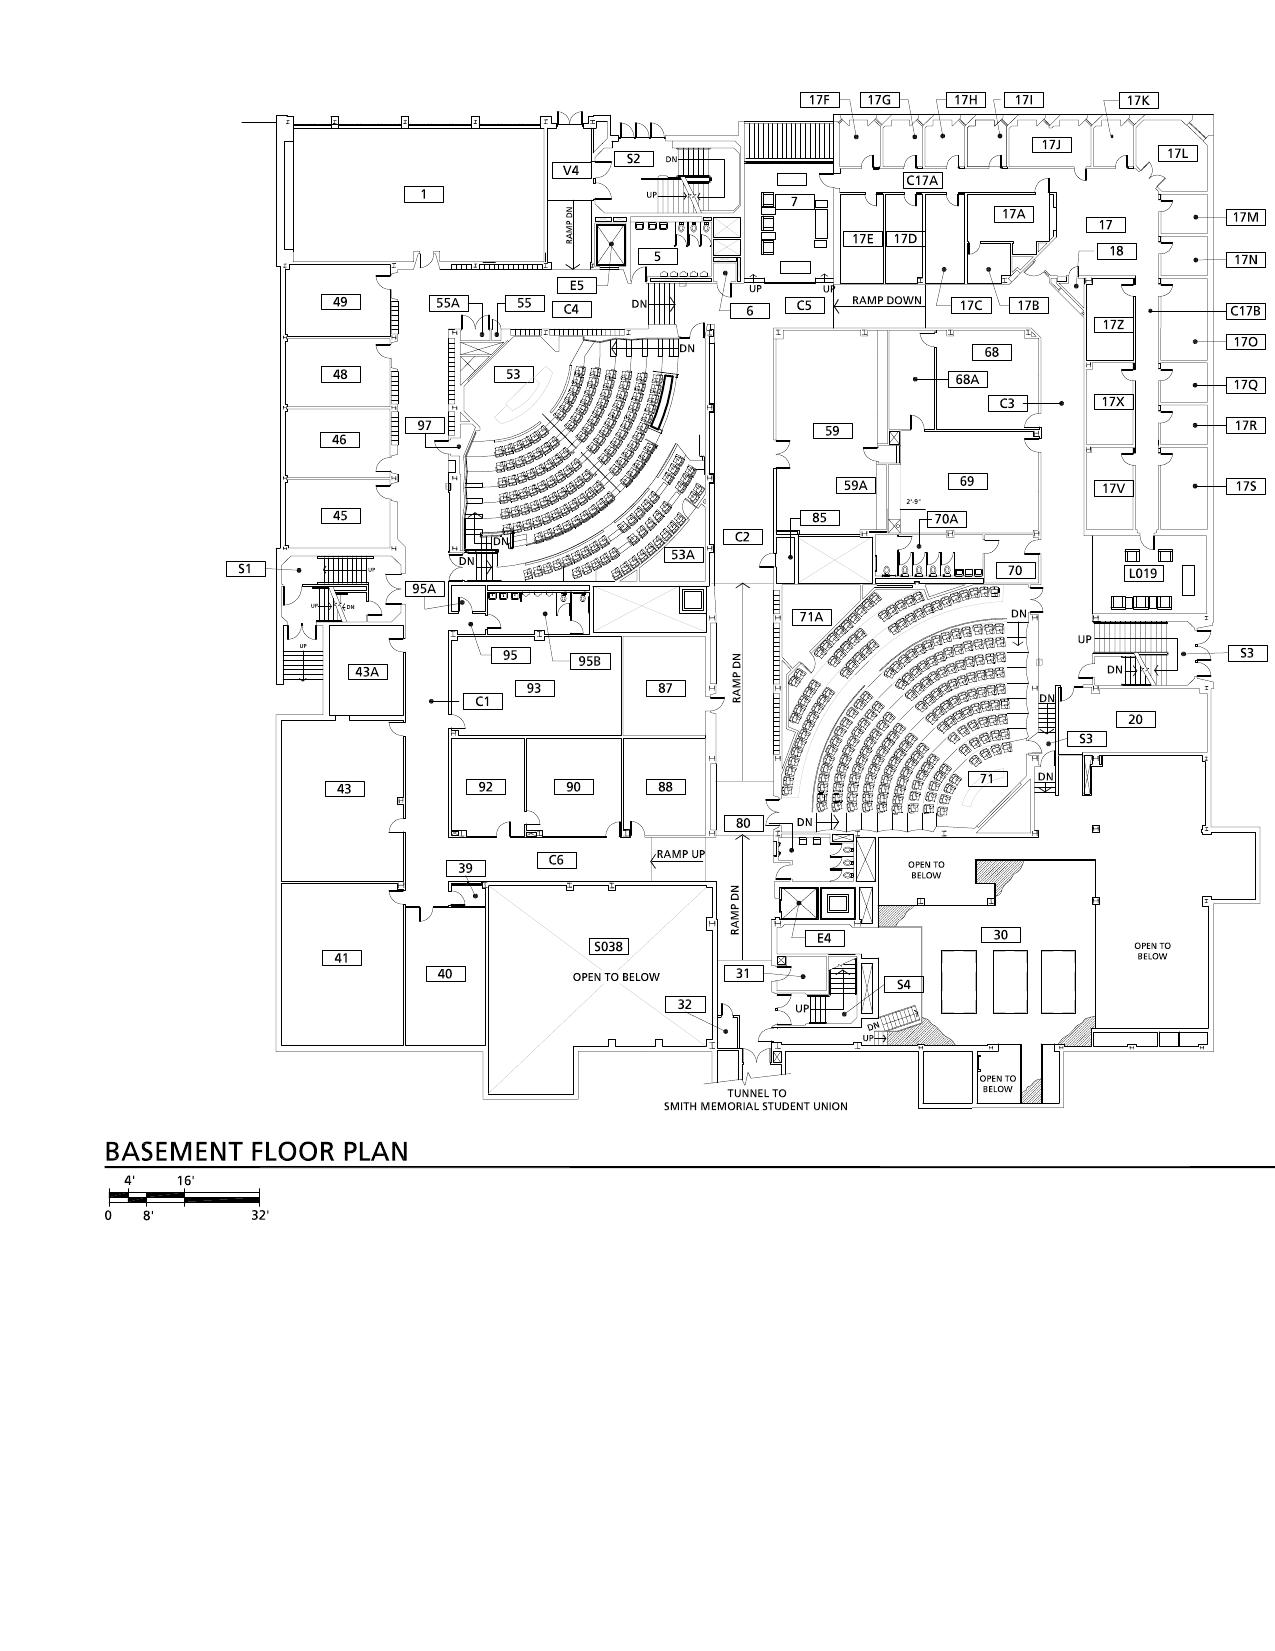 17F 17G 17H 17I 17K
V4 S2 DN 17J 17L
1 UP C17A
7 17A 17M
RAMP DN 17E 17D 17
5 18 17N
E5 UP UP
49 55A 55 C4 DN 6 C5 RAMP DOWN 17C 17B C17B
17Z
DN 68 17O
48 53 68A
C3 17X 17Q
97 59 17R
46
59A 69 17V 17S
2'-9"
45 85 70A
DN C2
DN 53A
S1 UP 70 L019
95A
UP DN 71A DN
UP UP S3
95 95B
43A RAMP DN DN
93 87
C1 DN
20
S3
43 92 90 88 71 DN
80 DN
C6 RAMP UP
39 OPEN TO
BELOW
RAMP DN
E4 30
S038 OPEN TO
BELOW
41 40 OPEN TO BELOW 31
S4
32 UP
DN
UP
OPEN TO
BELOW
TUNNEL TO
SMITH MEMORIAL STUDENT UNION
BASEMENT FLOOR PLAN
4' 16'
0 8' 32'